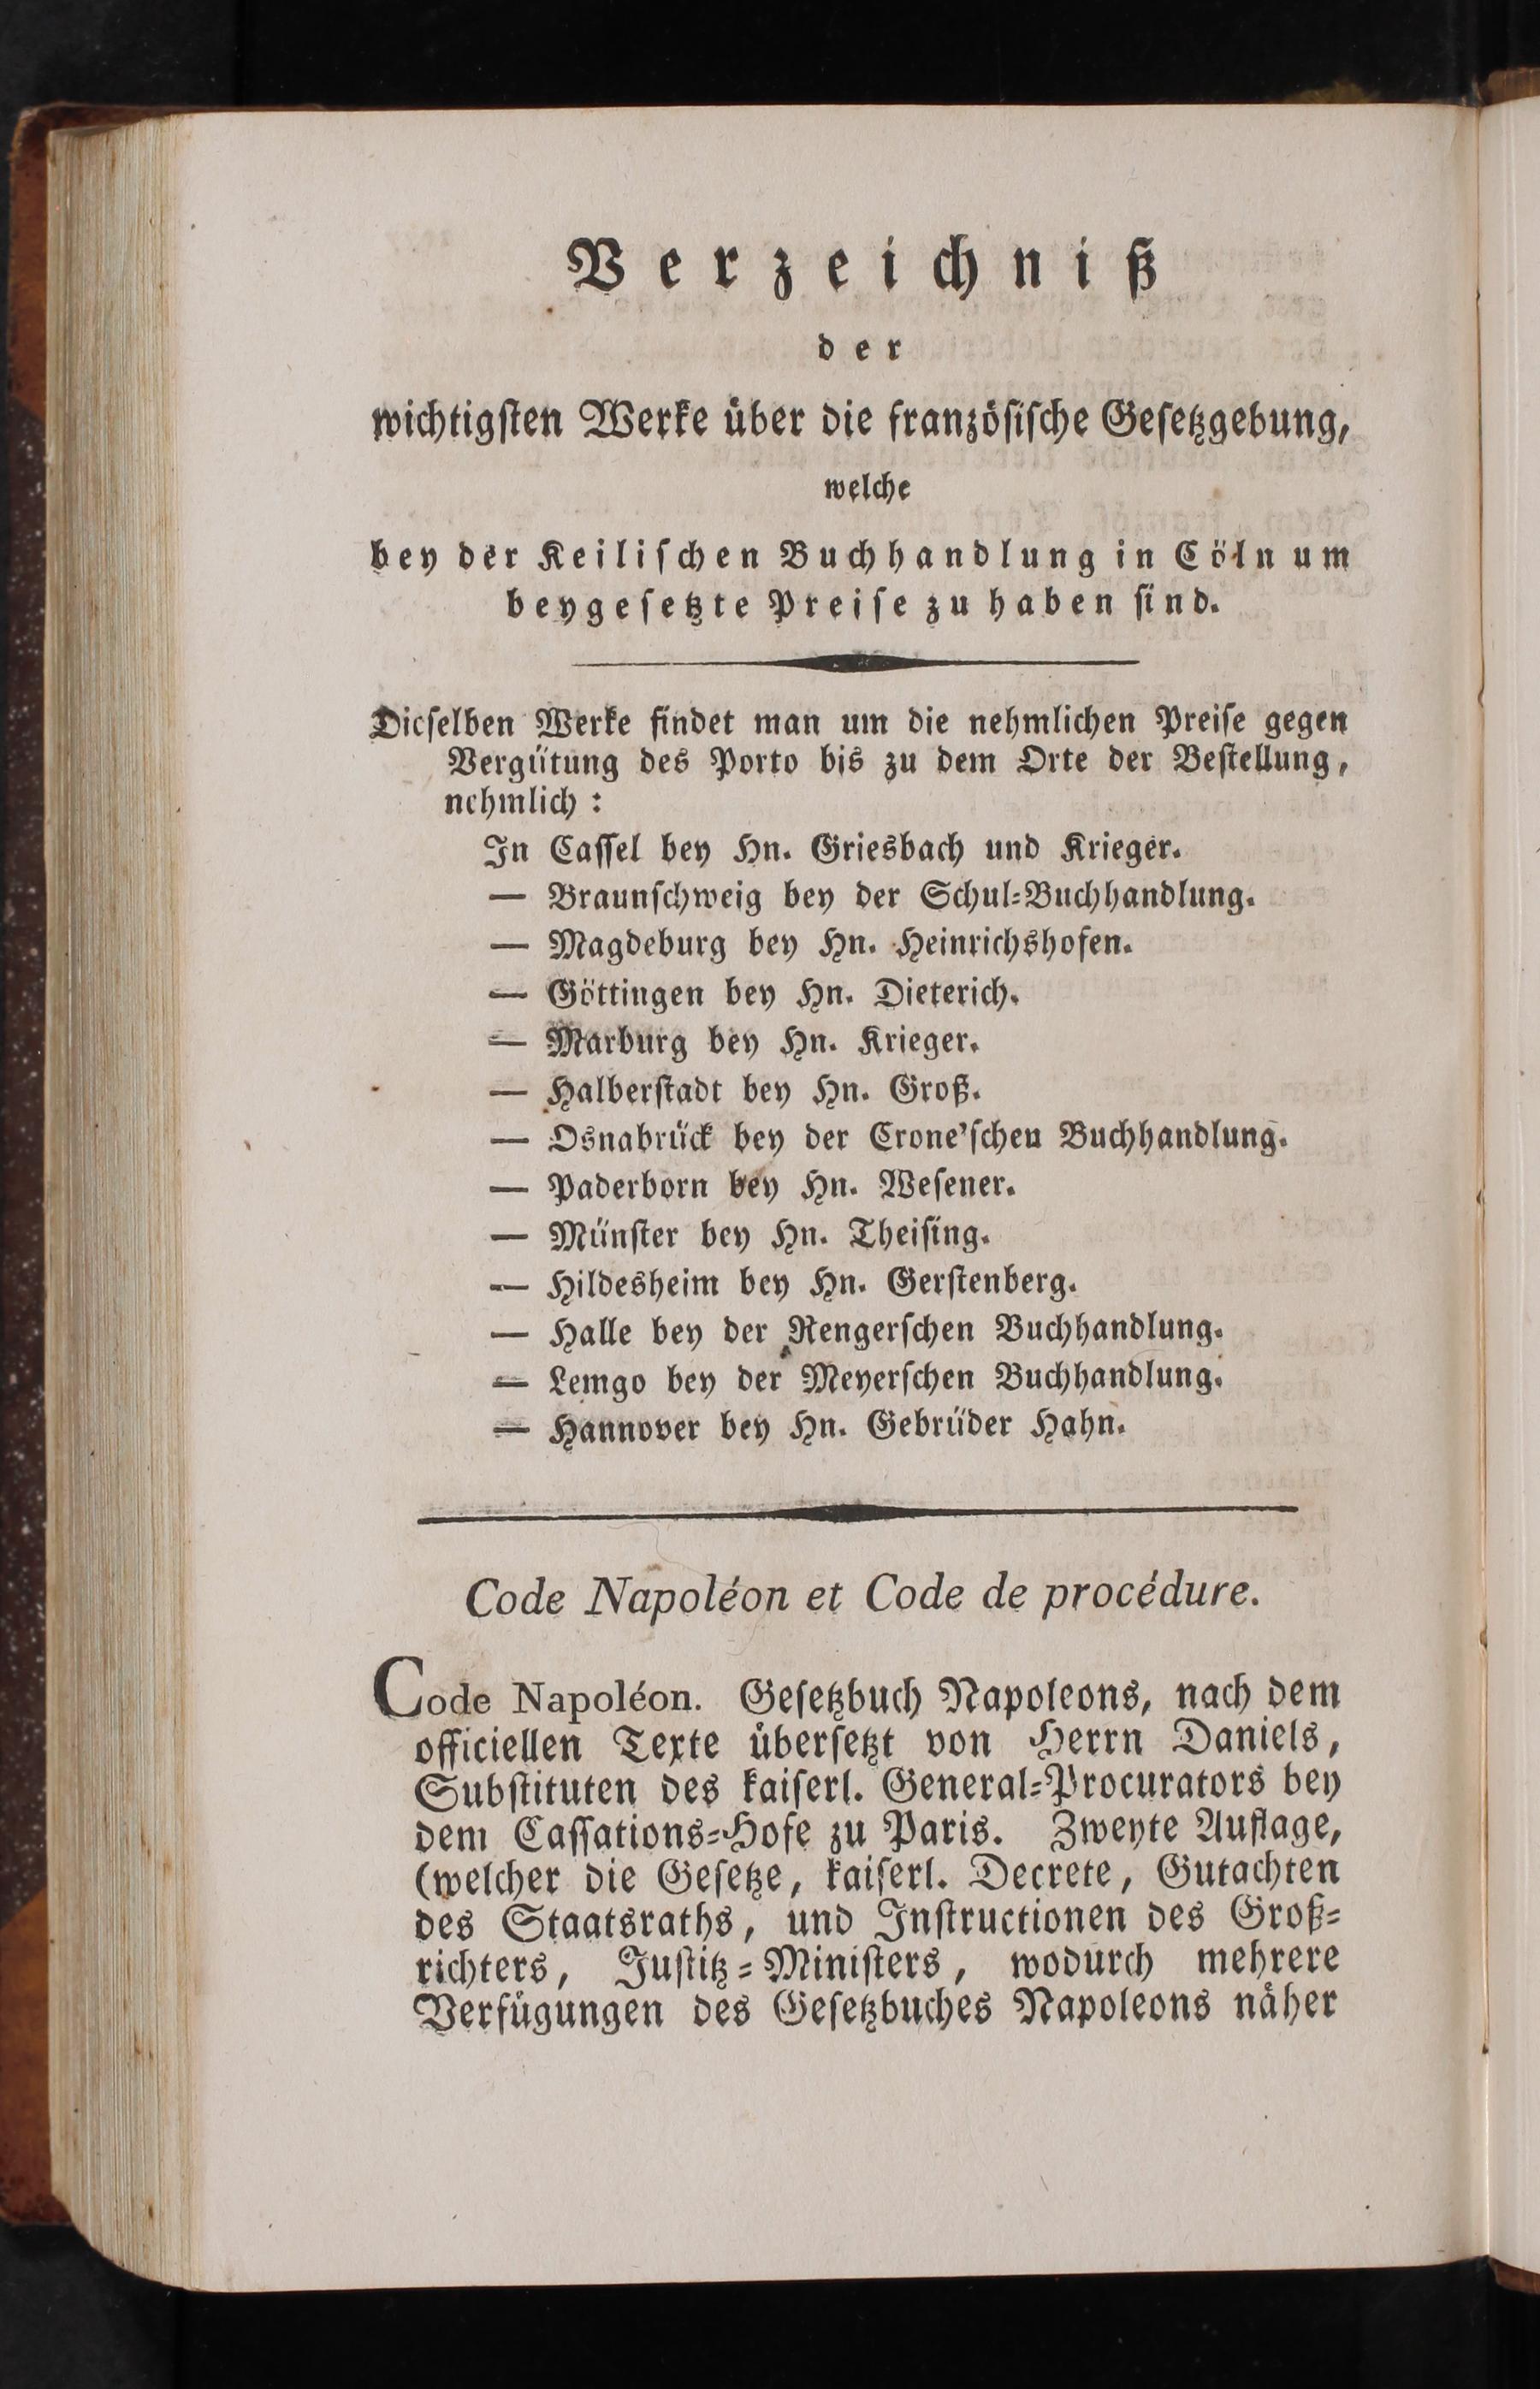 Verzeichniß
der
wichtigſten Werke über die franzöſiſche Geſetzgebung,
welche
bey der Keiliſchen Buchhandlung in Cöln um
beygeſetzte Preiſe zu haben ſind.
Dieſelben Werke findet man um die nehmlichen Preiſe gegen
Vergütung des Porto bis zu dem Orte der Beſtellung,
nehmlich:
In Caſſel bey Hn. Griesbach und Krieger.
— Braunſchweig bey der Schul-Buchhandlung.
— Magdeburg bey Hn. Heinrichshofen.
— Göttingen bey Hn. Dieterich.
— Marburg bey Hn. Krieger.
— Halberſtadt bey Hn. Groß.
— Osnabrück bey der Crone'ſchen Buchhandlung.
— Paderborn bey Hn. Weſener.
— Münſter bey Hn. Theiſing.
— Hildesheim bey Hn. Gerſtenberg.
— Halle bey der Rengerſchen Buchhandlung.
— Lemgo bey der Meyerſchen Buchhandlung.
— Hannover bey Hn. Gebrüder Hahn.
Code Napoléon et Code de procédure.
Code Napoléon. Geſetzbuch Napoleons, nach dem
officiellen Texte überſetzt von Herrn Daniels,
Subſtituten des kaiſerl. General-Procurators bey
dem Caſſations-Hofe zu Paris. Zweyte Auflage,
(welcher die Geſetze, kaiſerl. Decrete, Gutachten
des Staatsraths, und Inſtructionen des Groß-
richters, Juſtitz-Miniſters, wodurch mehrere
Verfügungen des Geſetzbuches Napoleons näher